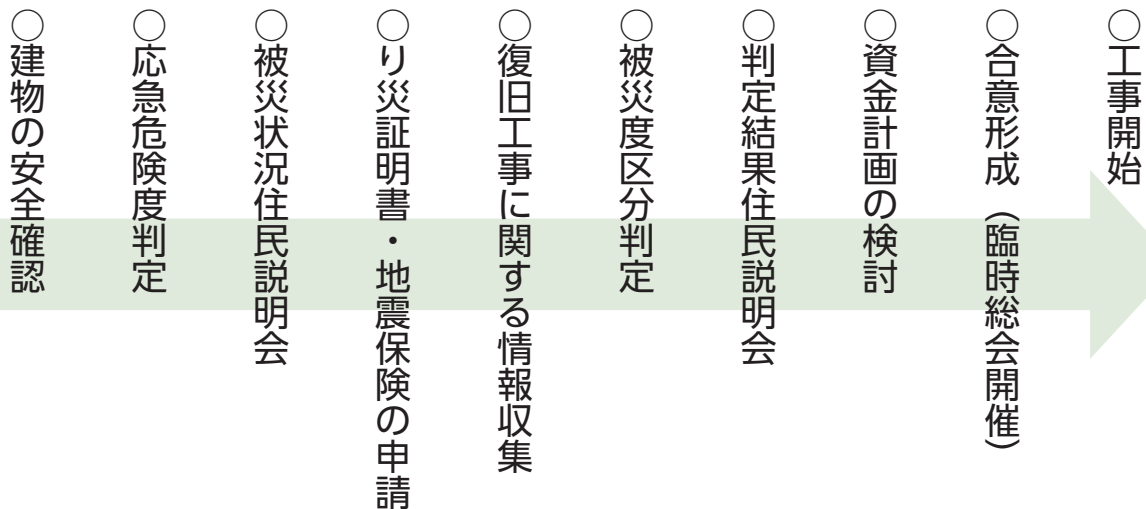 ○建物の安全確認
○応急危険度判定
○被災状況住民説明会
○り災証明書・地震保険の申請
○復旧工事に関する情報収集
○被災度区分判定
○判定結果住民説明会
○資金計画の検討
○合意形成（臨時総会開催）
○工事開始